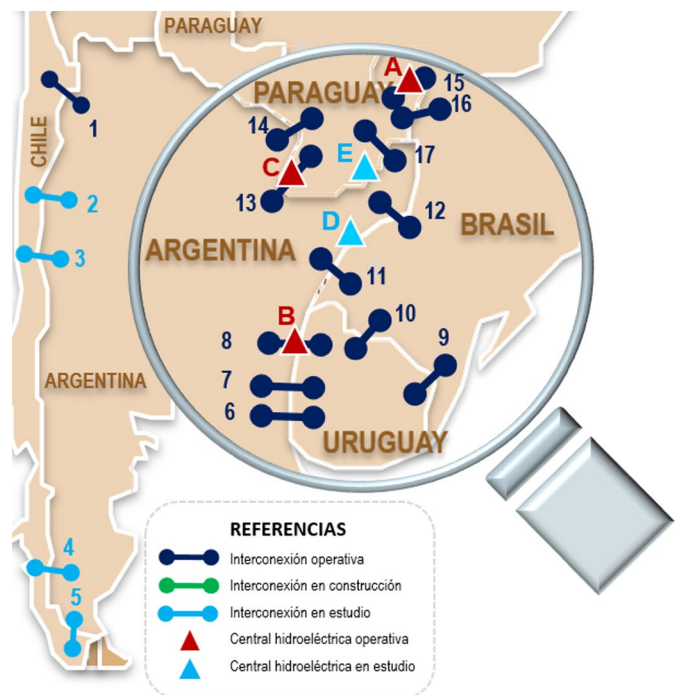 PARAGUAY
A
15
PARAGUAY
16
1
14
CHILE
E
17
C
2
13
12
D
BRASIL
ARGENTINA
3
11
B
10
8
9
7
ARGENTINA
6
URUGUAY
REFERENCIAS
Interconexión operativa
4
Interconexión en construcción
5
Interconexión en estudio
Central hidroeléctrica operativa
Central hidroeléctrica en estudio